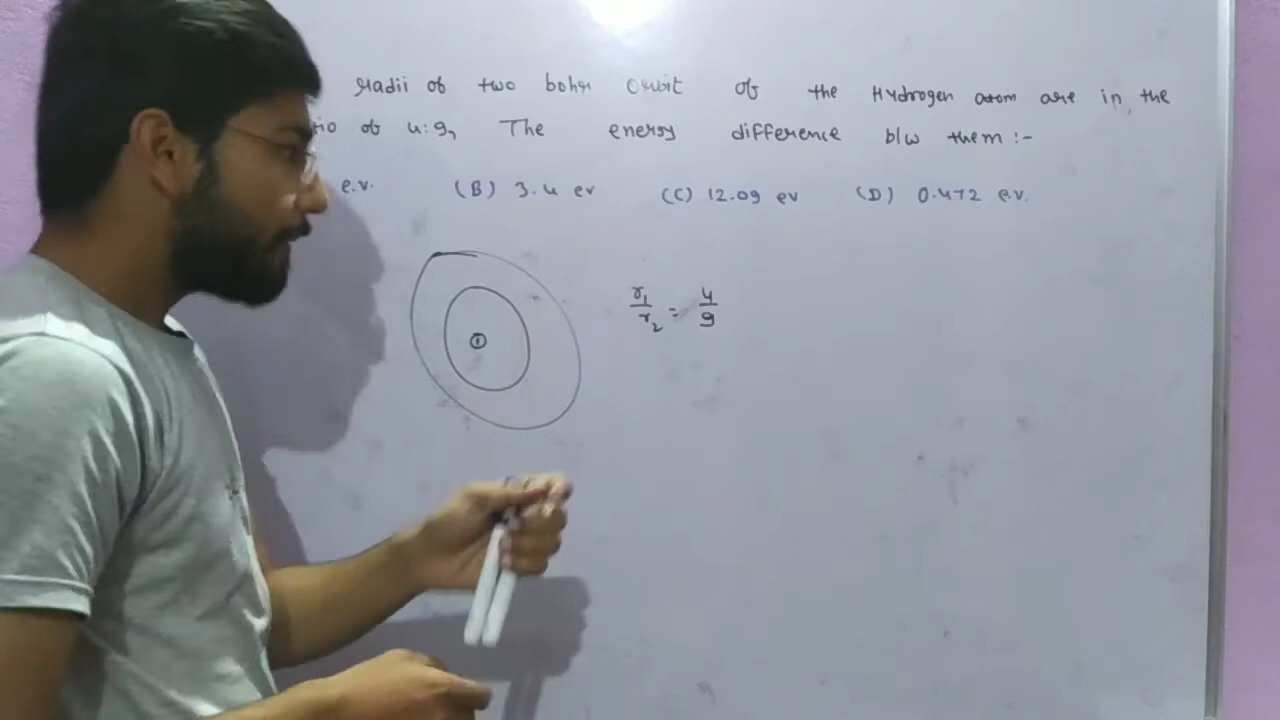 radii of two bohr orbit of the Hydrogen atom are in the
of 4:9, The energy difference b/w them :-
e.v. (B) 3.4 ev (C) 12.09 ev (D) 0.472 e.v.
r₁/r₂ = 4/9